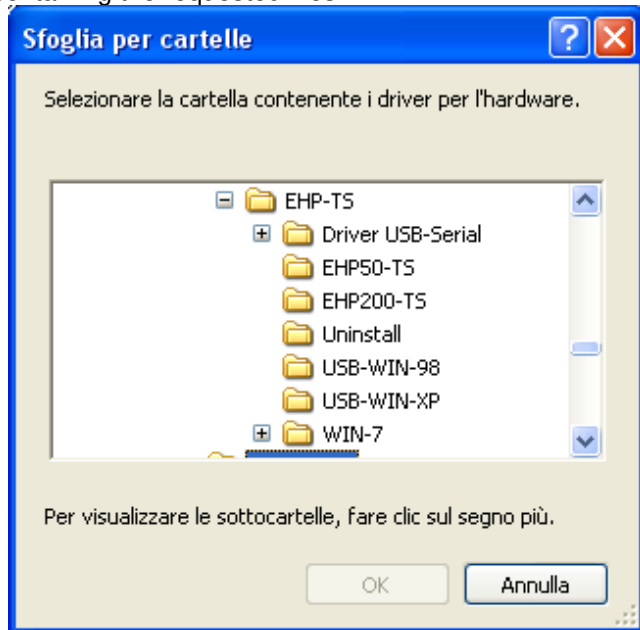 Sfoglia per cartelle
Selezionare la cartella contenente i driver per l'hardware.
EHP-TS
Driver USB-Serial
EHP50-TS
EHP200-TS
Uninstall
USB-WIN-98
USB-WIN-XP
WIN-7
Per visualizzare le sottocartelle, fare clic sul segno più.
OK
Annulla